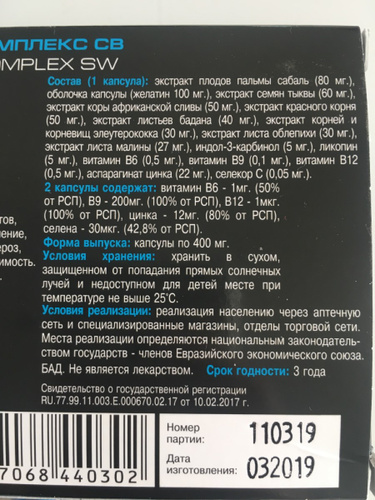 МПЛЕКС СВ
OMPLEX SW
Состав (1 капсула): экстракт плодов пальмы сабаль (80 мг.),
оболочка капсулы (желатин 100 мг.), экстракт семян тыквы (60 мг.),
экстракт коры африканской сливы (50 мг.), экстракт красного корня
(50 мг.), экстракт листьев бадана (40 мг.), экстракт корней и
корневищ элеутерококка (30 мг.), экстракт листа облепихи (30 мг.),
экстракт листа малины (27 мг.), индол-3-карбинол (5 мг.), ликопин
(5 мг.), витамин В6 (0,5 мг.), витамин В9 (0,1 мг.), витамин В12
(0,5 мг.), аспарагинат цинка (22 мг.), селекор С (0,05 мг.).
2 капсулы содержат: витамин В6 - 1мг. (50%
от РСП), В9 - 200мг. (100% от РСП), В12 - 1мкг.
(100% от РСП), цинка - 12мг. (80% от РСП),
селена - 30мкг. (42,8% от РСП).
Форма выпуска: капсулы по 400 мг.
Условия хранения: хранить в сухом,
защищенном от попадания прямых солнечных
лучей и недоступном для детей месте при
температуре не выше 25°С.
Условия реализации: реализация населению через аптечную
сеть и специализированные магазины, отделы торговой сети.
Места реализации определяются национальным законодатель-
ством государств - членов Евразийского экономического союза.
БАД. Не является лекарством. Срок годности: 3 года
Свидетельство о государственной регистрации
RU.77.99.11.003.Е.000670.02.17 от 10.02.2017 г.
тов,
ение,
ероз,
имость.
Номер
партии:
110319
Дата
изготовления:
032019
7068 440302